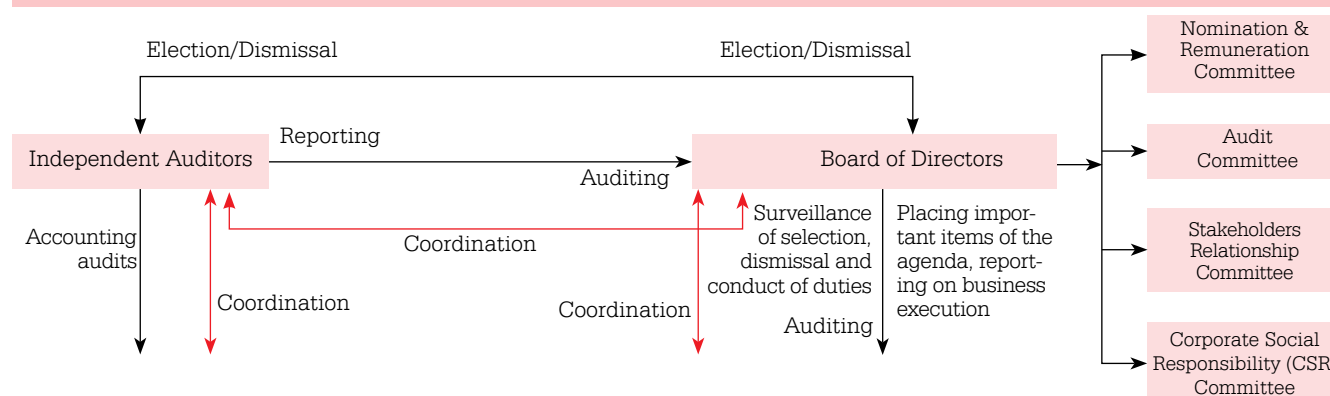 Election/Dismissal
Election/Dismissal
Nomination &
Remuneration
Committee
Independent Auditors
Reporting
Auditing
Board of Directors
Audit
Committee
Accounting
audits
Coordination
Coordination
Coordination
Surveillance
of selection,
dismissal and
conduct of duties
Auditing
Placing impor-
tant items of the
agenda, report-
ing on business
execution
Stakeholders
Relationship
Committee
Corporate Social
Responsibility (CSR
Committee